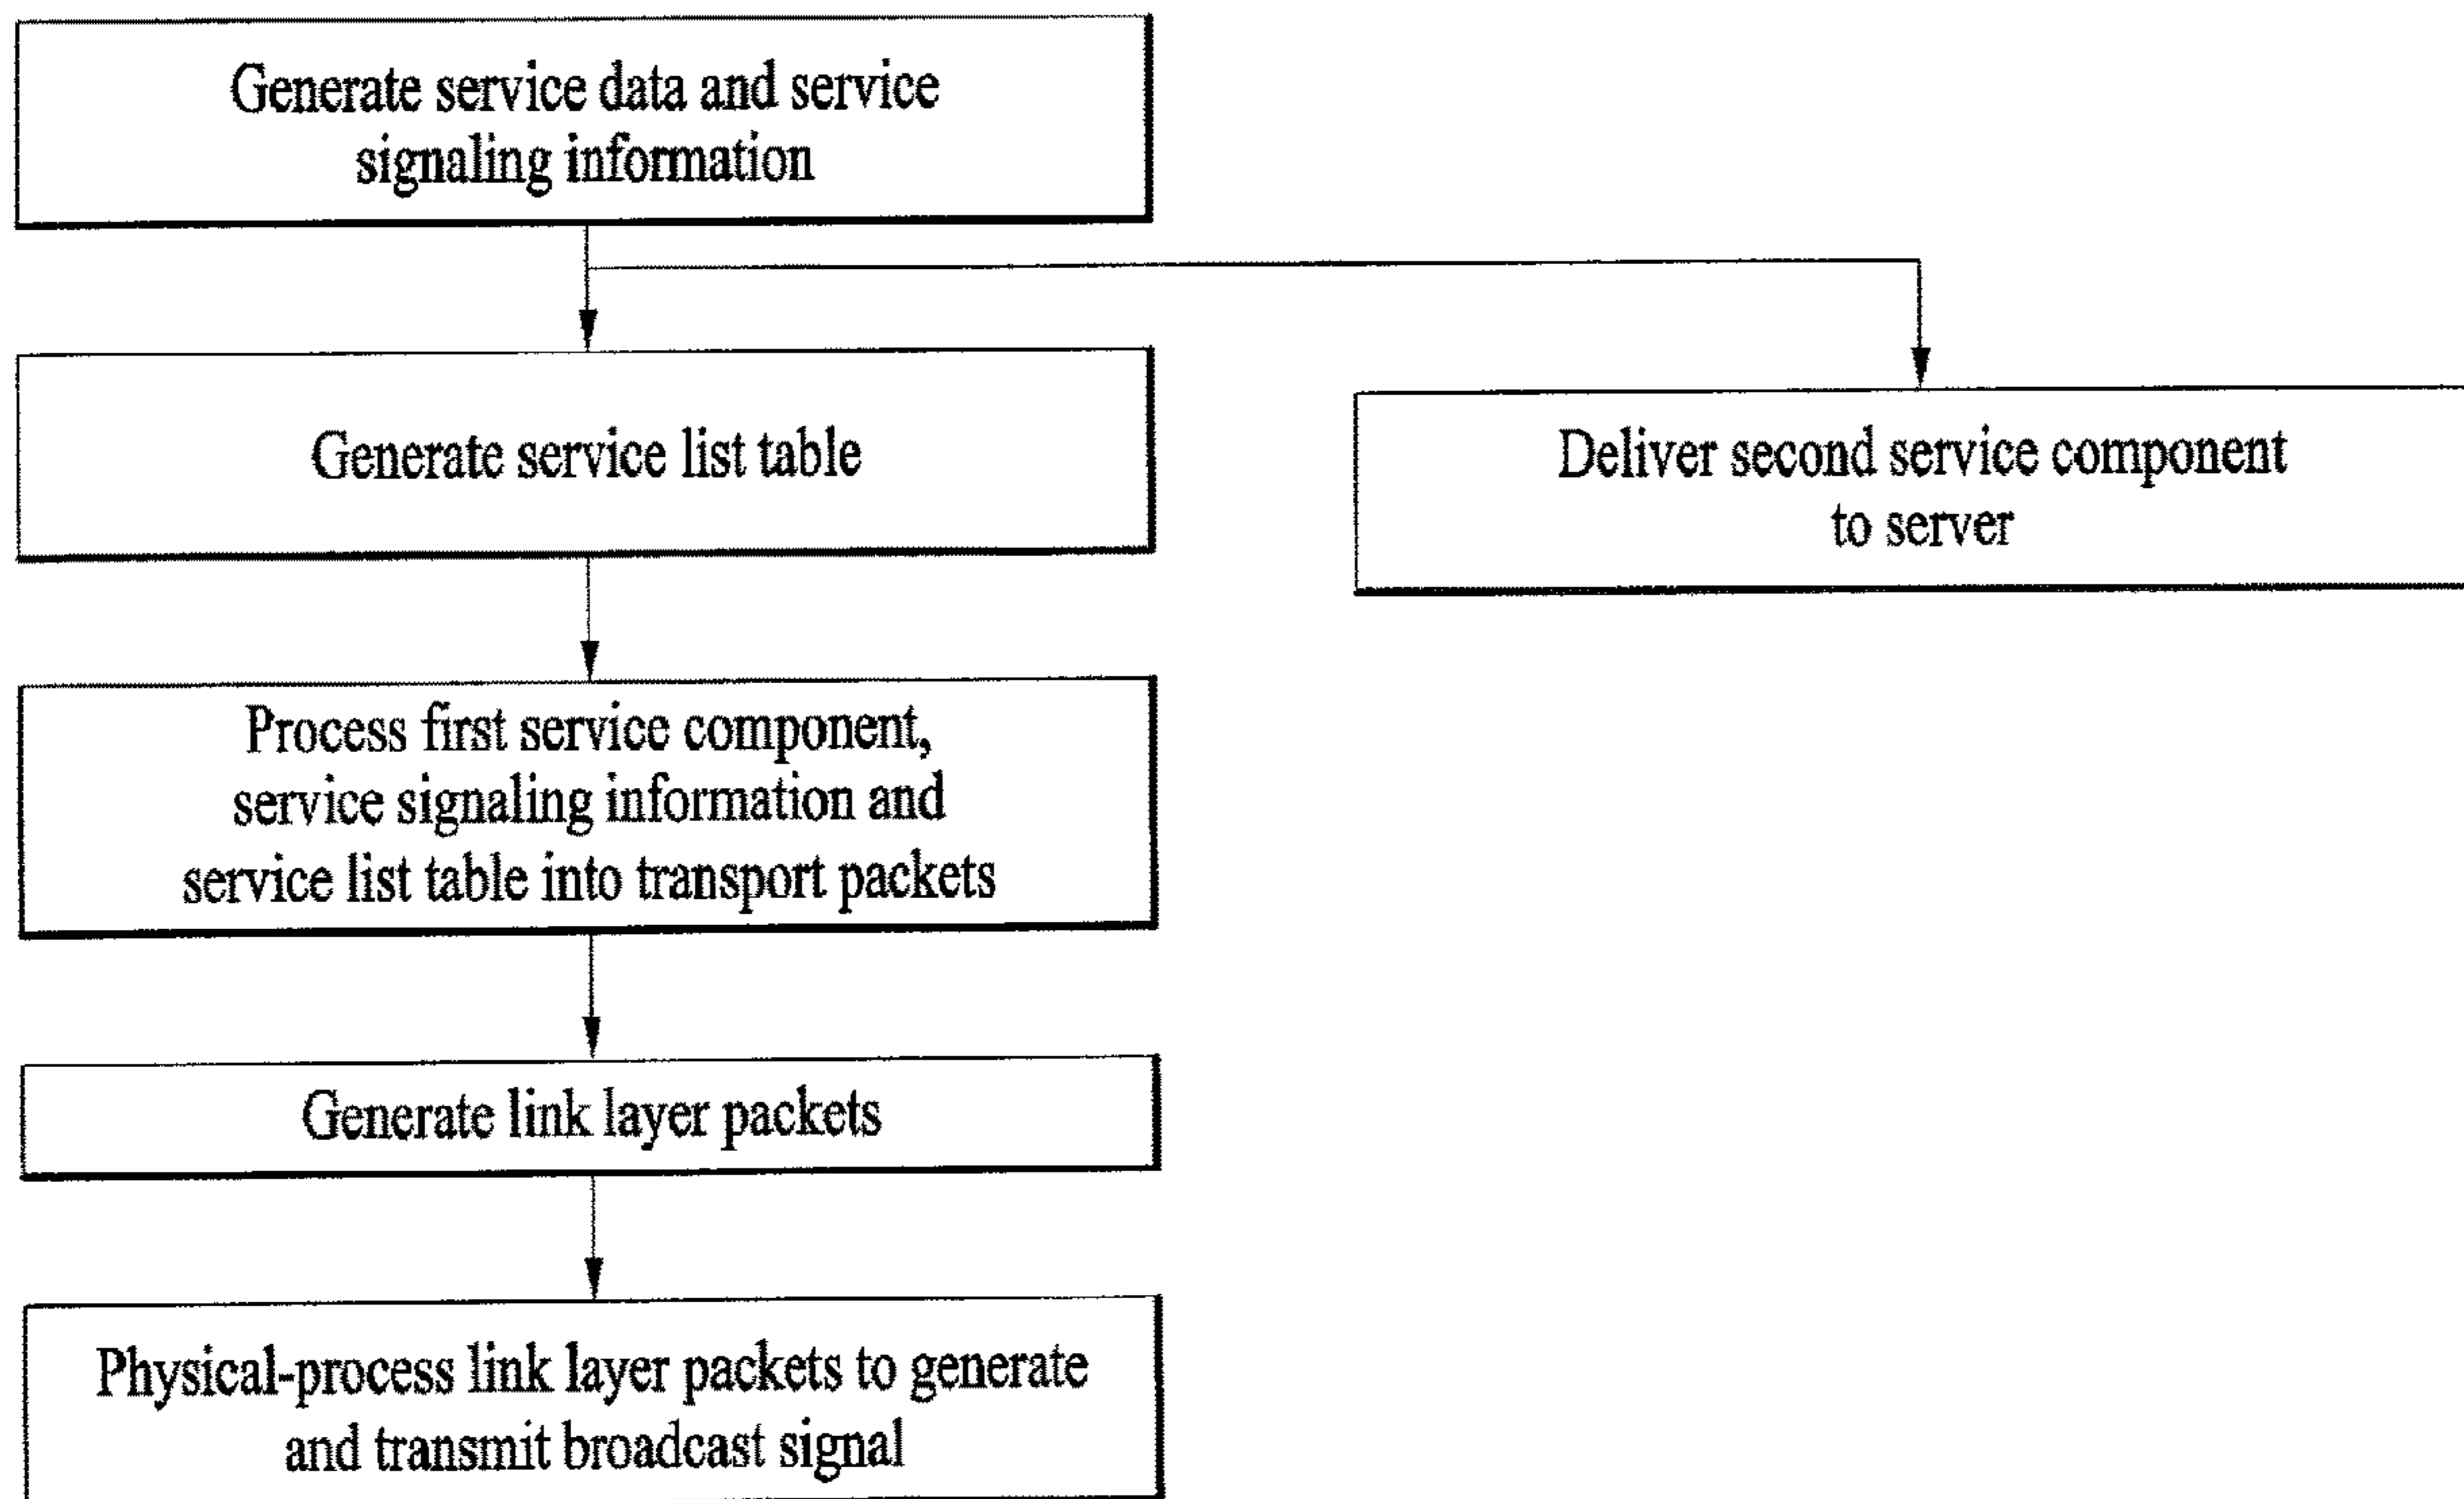 Generate service data and service
signaling information
Generate service list table
Deliver second service component
to server
Process first service component,
service signaling information and
service list table into transport packets
Generate link layer packets
Physical-process link layer packets to generate
and transmit broadcast signal